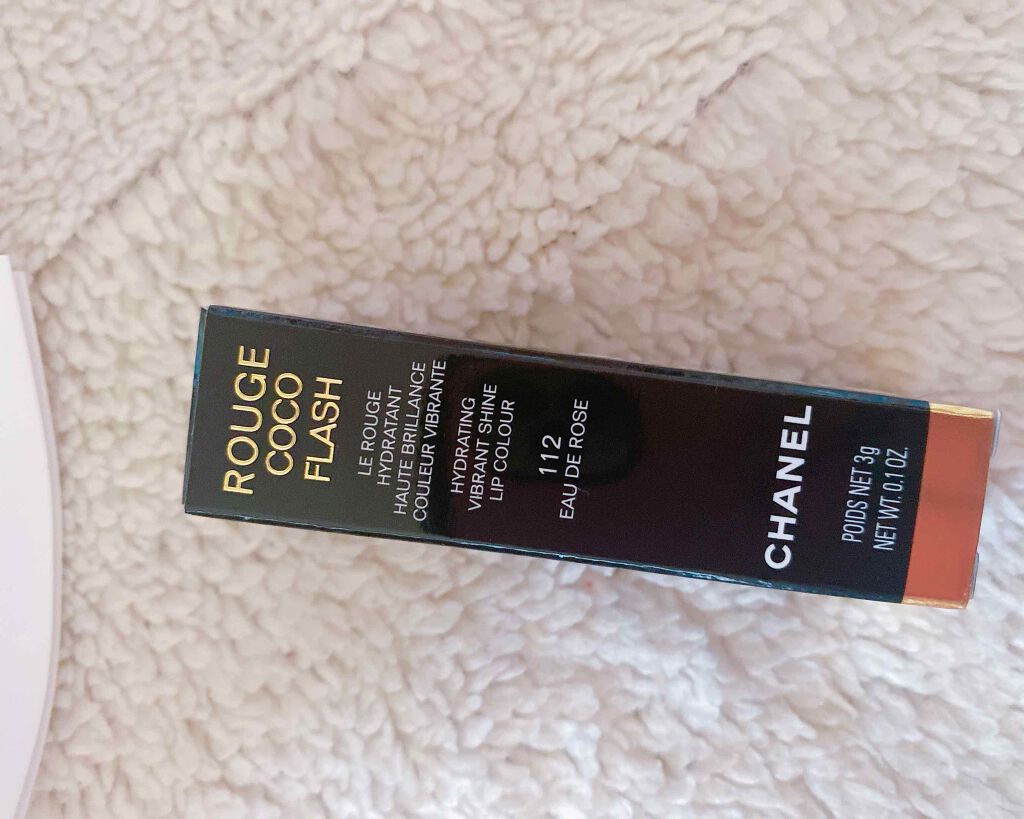 ROUGE
COCO
FLASH
LE ROUGE
HYDRATANT
HAUTE BRILLANCE
COULEUR VIBRANTE
HYDRATING
VIBRANT SHINE
LIP COLOUR
112
EAU DE ROSE
CHANEL
POIDS NET 3g
NET WT. 0.1 OZ.